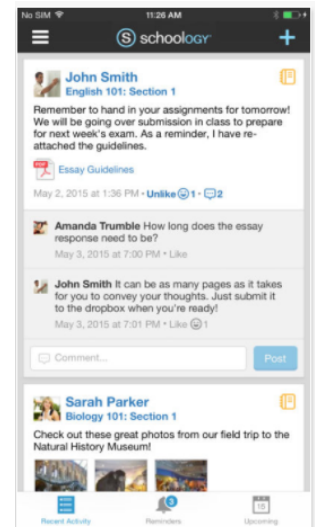 No SIM 11:26 AM
S schoology
John Smith
English 101: Section 1
Remember to hand in your assignments for tomorrow!
We will be going over submission in class to prepare
for next week's exam. As a reminder, I have re-
attached the guidelines.
PDF Essay Guidelines
May 2, 2015 at 1:36 PM • Unlike 1 • 2
Amanda Trumble How long does the essay
response need to be?
May 3, 2015 at 7:00 PM • Like
John Smith It can be as many pages as it takes
for you to convey your thoughts. Just submit it
to the dropbox when you're ready!
May 3, 2015 at 7:01 PM • Like 1
Comment... Post
Sarah Parker
Biology 101: Section 1
Check out these great photos from our field trip to the
Natural History Museum!
3 15
Recent Activity Reminders Upcoming